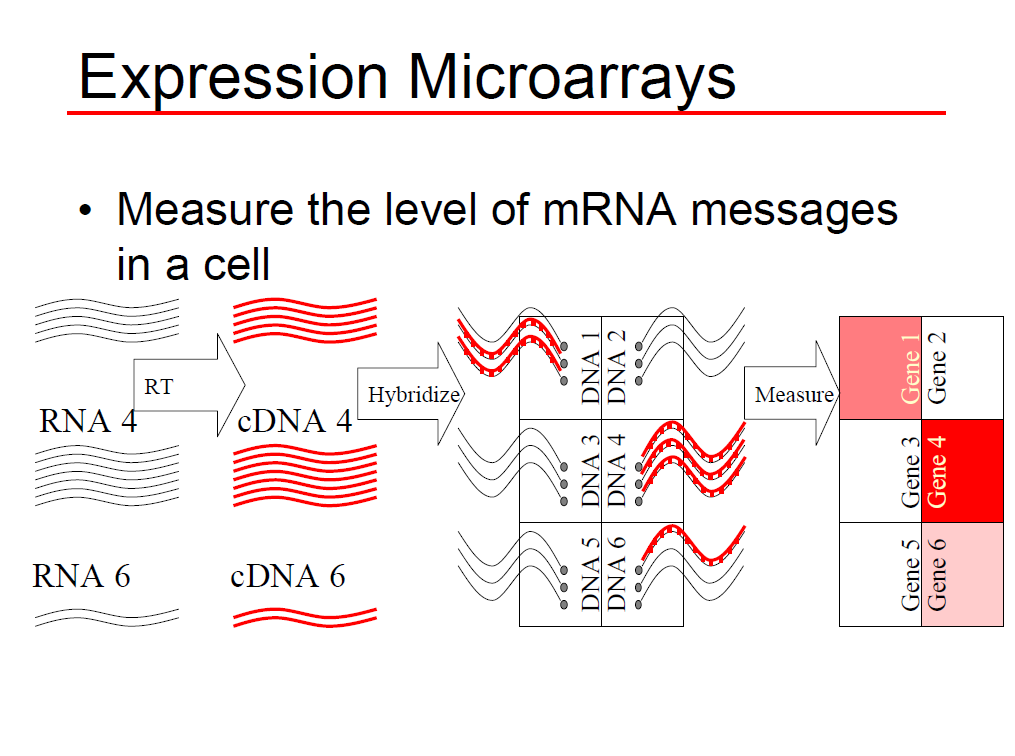 Expression Microarrays
• Measure the level of mRNA messages
in a cell
RT
RNA 4
cDNA 4
RNA 6
cDNA 6
Hybridize
DNA 1
DNA 2
DNA 3
DNA 4
DNA 5
DNA 6
Measure
Gene 1
Gene 2
Gene 3
Gene 4
Gene 5
Gene 6